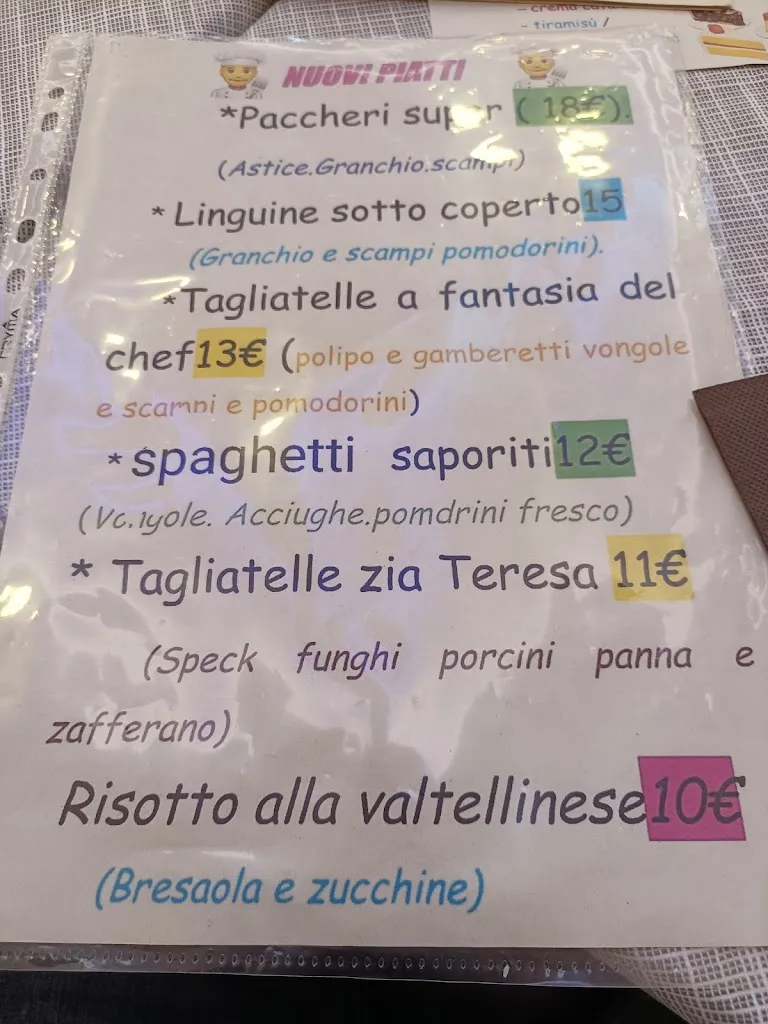 - tiramisù /
NUOVI PIATTI
*Paccheri super (18€).
(Astice.Granchio.scampi)
* Linguine sotto coperto15
(Granchio e scampi pomodorini).
*Tagliatelle a fantasia del
chef13€ (polipo e gamberetti vongole
e scampi e pomodorini)
*spaghetti saporiti12€
(Vongole. Acciughe.pomdrini fresco)
* Tagliatelle zia Teresa 11€
(Speck funghi porcini panna e
zafferano)
Risotto alla valtellinese10€
(Bresaola e zucchine)